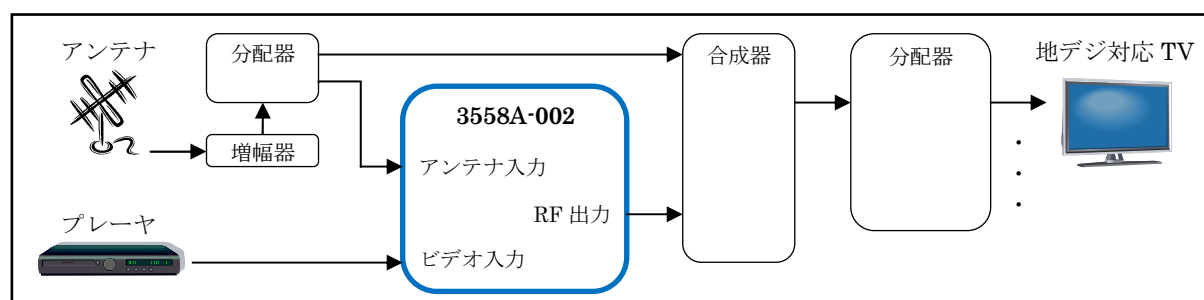 アンテナ
分配器
増幅器
プレーヤ
3558A-002
アンテナ入力
RF 出力
ビデオ入力
合成器
分配器
地デジ対応 TV